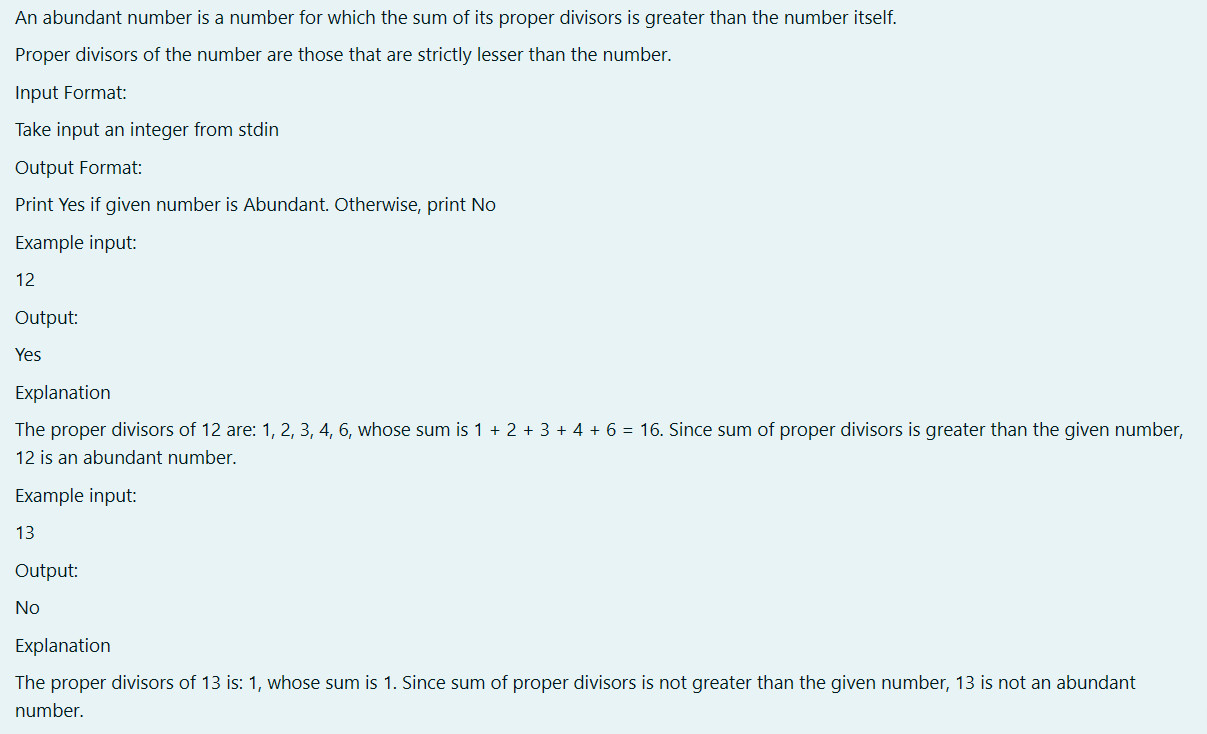 An abundant number is a number for which the sum of its proper divisors is greater than the number itself.
Proper divisors of the number are those that are strictly lesser than the number.
Input Format:
Take input an integer from stdin
Output Format:
Print Yes if given number is Abundant. Otherwise, print No
Example input:
12
Output:
Yes
Explanation
The proper divisors of 12 are: 1, 2, 3, 4, 6, whose sum is 1 + 2 + 3 + 4 + 6 = 16. Since sum of proper divisors is greater than the given number,
12 is an abundant number.
Example input:
13
Output:
No
Explanation
The proper divisors of 13 is: 1, whose sum is 1. Since sum of proper divisors is not greater than the given number, 13 is not an abundant
number.